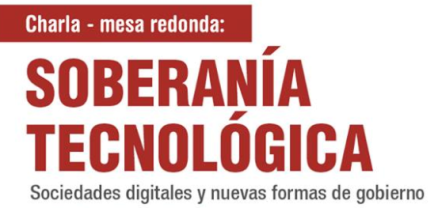 Charla - mesa redonda:
SOBERANÍA
TECNOLÓGICA
Sociedades digitales y nuevas formas de gobierno